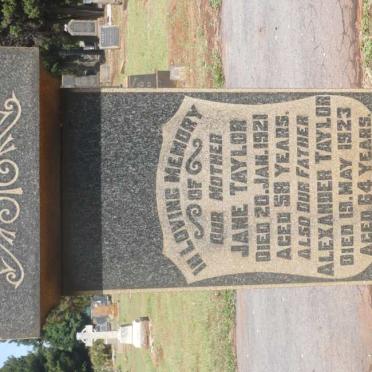 IN LOVING MEMORY
OF
OUR MOTHER
JANE TAYLOR
DIED 20 JAN. 1921
AGED 59 YEARS.
ALSO OUR FATHER
ALEXANDER TAYLOR
DIED 19 MAY 1923
AGED 64 YEARS.